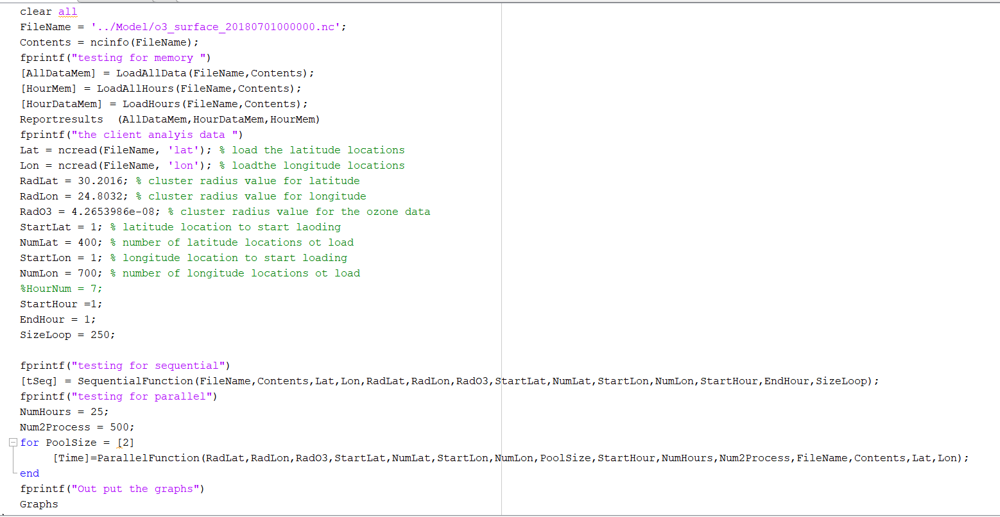 clear all
FileName = '../Model/o3_surface_20180701000000.nc';
Contents = ncinfo(FileName);
fprintf("testing for memory ")
[AllDataMem] = LoadAllData(FileName,Contents);
[HourMem] = LoadAllHours(FileName,Contents);
[HourDataMem] = LoadHours(FileName,Contents);
Reportresults  (AllDataMem,HourDataMem,HourMem)
fprintf("the client analyis data ")
Lat = ncread(FileName, 'lat'); % load the latitude locations
Lon = ncread(FileName, 'lon'); % loadthe longitude locations
RadLat = 30.2016; % cluster radius value for latitude
RadLon = 24.8032; % cluster radius value for longitude
RadO3 = 4.2653986e-08; % cluster radius value for the ozone data
StartLat = 1; % latitude location to start laoding
NumLat = 400; % number of latitude locations ot load
StartLon = 1; % longitude location to start loading
NumLon = 700; % number of longitude locations ot load
%HourNum = 7;
StartHour =1;
EndHour = 1;
SizeLoop = 250;
fprintf("testing for sequential")
[tSeq] = SequentialFunction(FileName,Contents,Lat,Lon,RadLat,RadLon,RadO3,StartLat,NumLat,StartLon,NumLon,StartHour,EndHour,SizeLoop);
fprintf("testing for parallel")
NumHours = 25;
Num2Process = 500;
for PoolSize = [2]
[Time]=ParallelFunction(RadLat,RadLon,RadO3,StartLat,NumLat,StartLon,NumLon,PoolSize,StartHour,NumHours,Num2Process,FileName,Contents,Lat,Lon);
end
fprintf("Out put the graphs")
Graphs